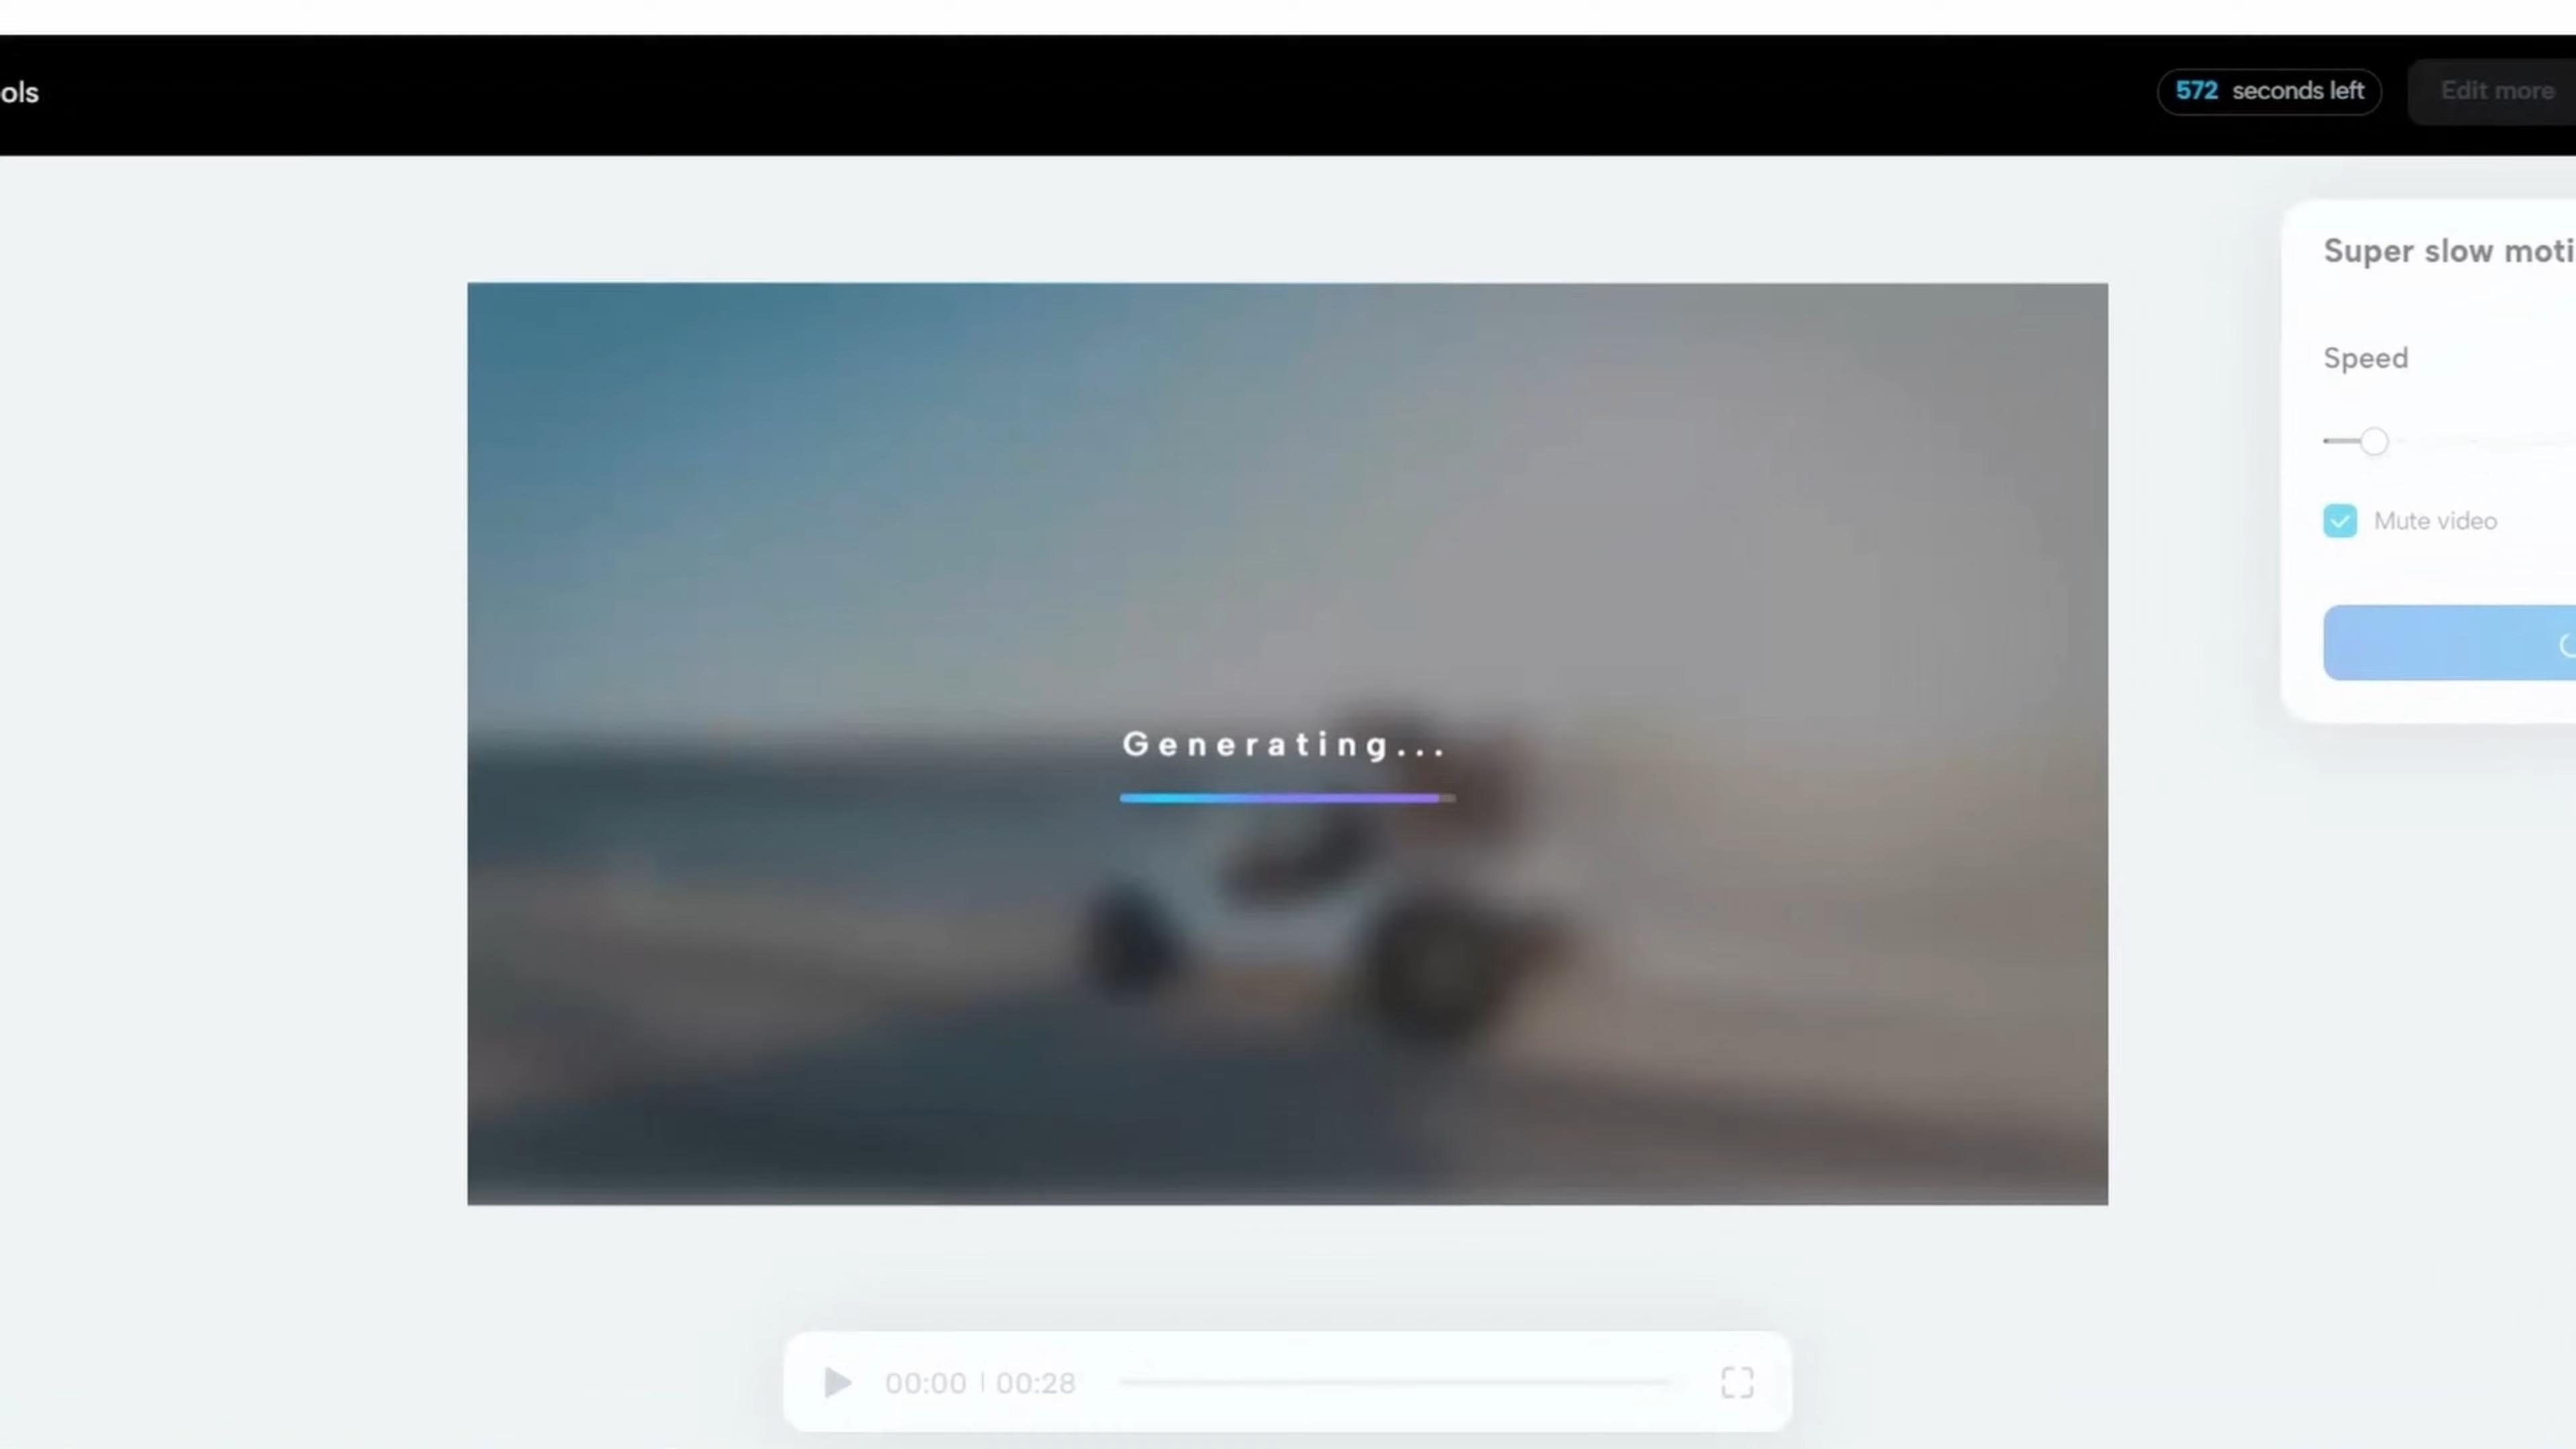 ols
572 seconds left
Edit more
Super slow moti
Speed
Mute video
Generating...
00:00 | 00:28